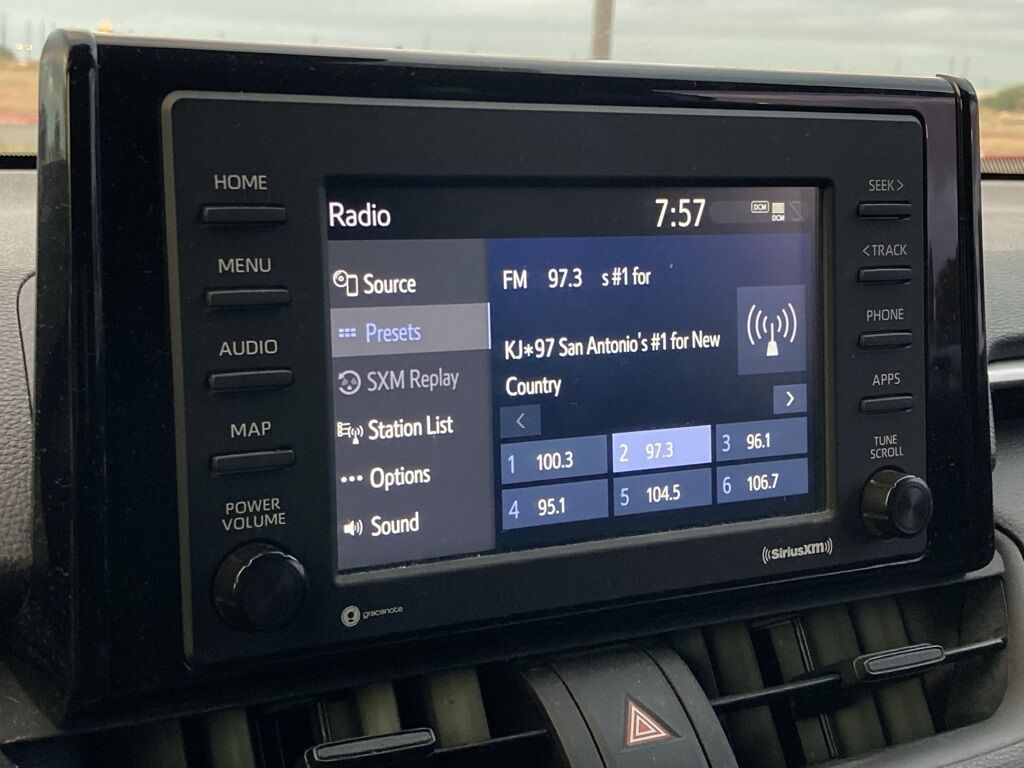 HOME
MENU
AUDIO
MAP
POWER
VOLUME
Radio
7:57
DCM
DCM
Source
Presets
SXM Replay
Station List
Options
Sound
FM 97.3 s #1 for
KJ*97 San Antonio's #1 for New
Country
<
>
1 100.3
2 97.3
3 96.1
4 95.1
5 104.5
6 106.7
SEEK >
< TRACK
PHONE
APPS
TUNE
SCROLL
((SiriusXM))
gracenote